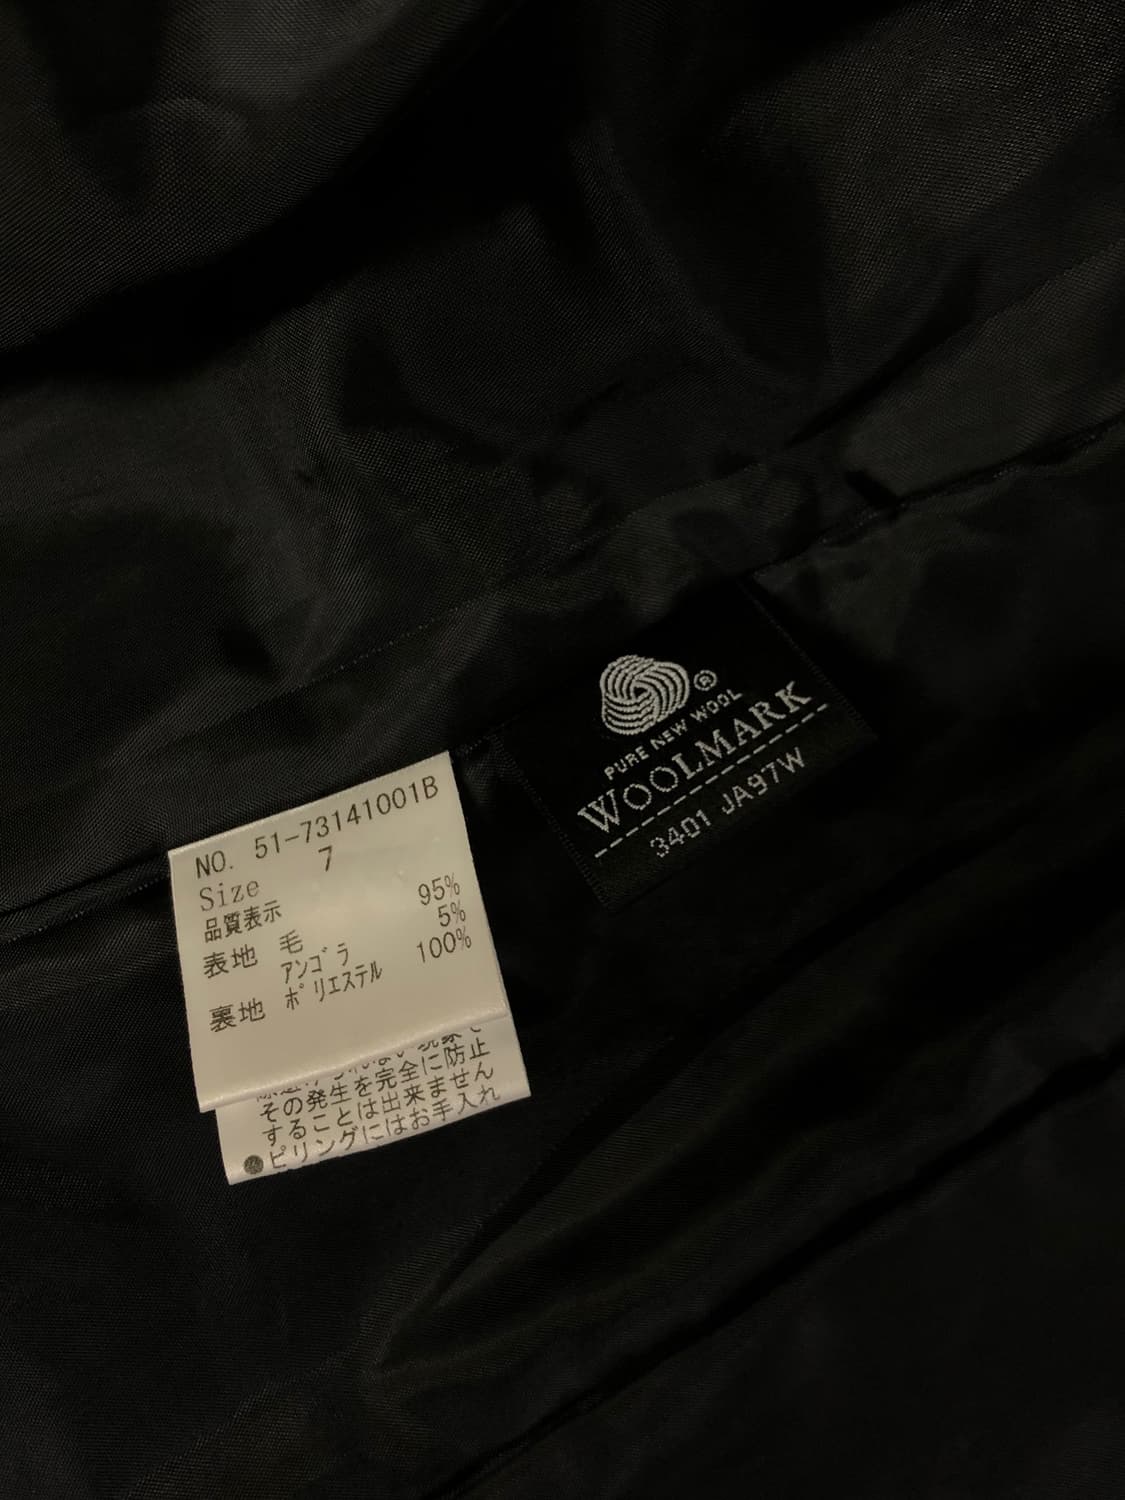 NO. 51-73141001B
Size 7
品質表示
表地 毛 95%
アンゴラ 5%
裏地 ポリエステル 100%
その発生を完全に防止
することは出来ません
●ピリングにはお手入れ
®
PURE NEW WOOL
WOOLMARK
3401 JA97W